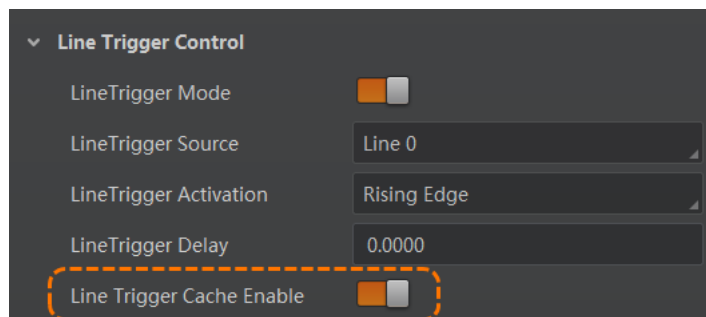 Line Trigger Control
LineTrigger Mode
LineTrigger Source Line 0
LineTrigger Activation Rising Edge
LineTrigger Delay 0.0000
Line Trigger Cache Enable